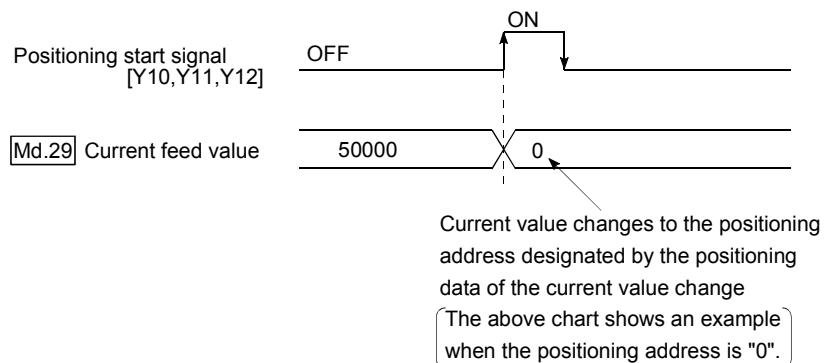 ON
Positioning start signal
[Y10,Y11,Y12]
OFF
Md.29 Current feed value
50000
0
Current value changes to the positioning
address designated by the positioning
data of the current value change
The above chart shows an example
when the positioning address is "0".